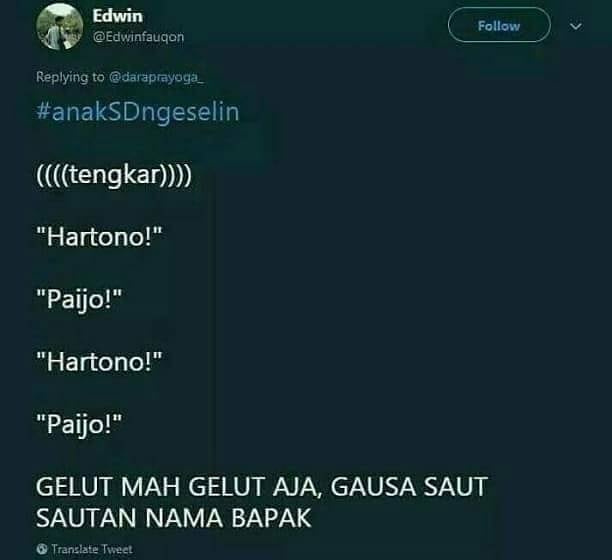 Edwin
@Edwinfauqon
Follow
Replying to @daraprayoga_
#anakSDngeselin
((((tengkar))))
"Hartono!"
"Paijo!"
"Hartono!"
"Paijo!"
GELUT MAH GELUT AJA, GAUSA SAUT
SAUTAN NAMA BAPAK
Translate Tweet